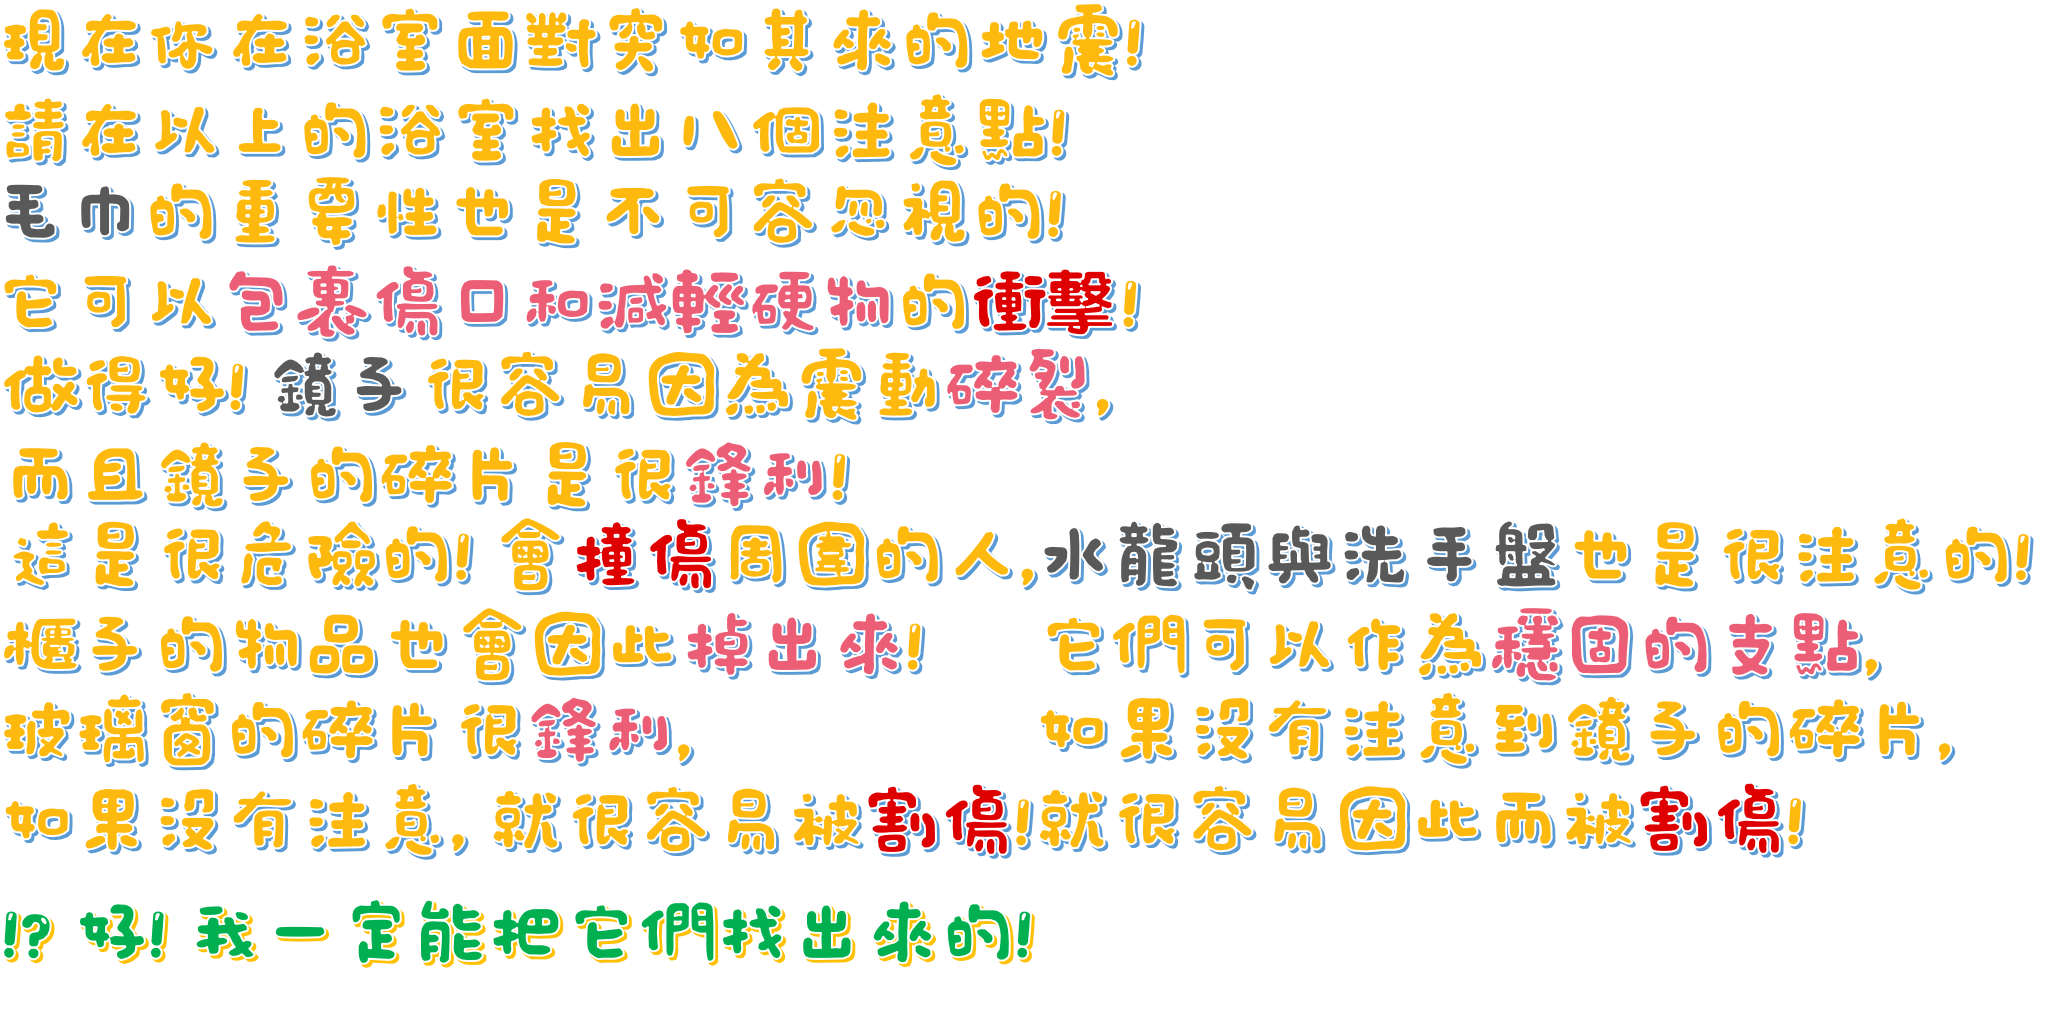 現在你在浴室面對突如其來的地震!
請在以上的浴室找出八個注意點!
毛巾的重要性也是不可容忽視的!
它可以包裹傷口和減輕硬物的衝擊!
做得好! 鏡子很容易因為震動碎裂,
而且鏡子的碎片是很鋒利!
這是很危險的! 會撞傷周圍的人,
櫃子的物品也會因此掉出來!
玻璃窗的碎片很鋒利,
如果沒有注意, 就很容易被割傷!
水龍頭與洗手盤也是很注意的!
它們可以作為穩固的支點,
如果沒有注意到鏡子的碎片,
就很容易因此而被割傷!
!? 好! 我一定能把它們找出來的!